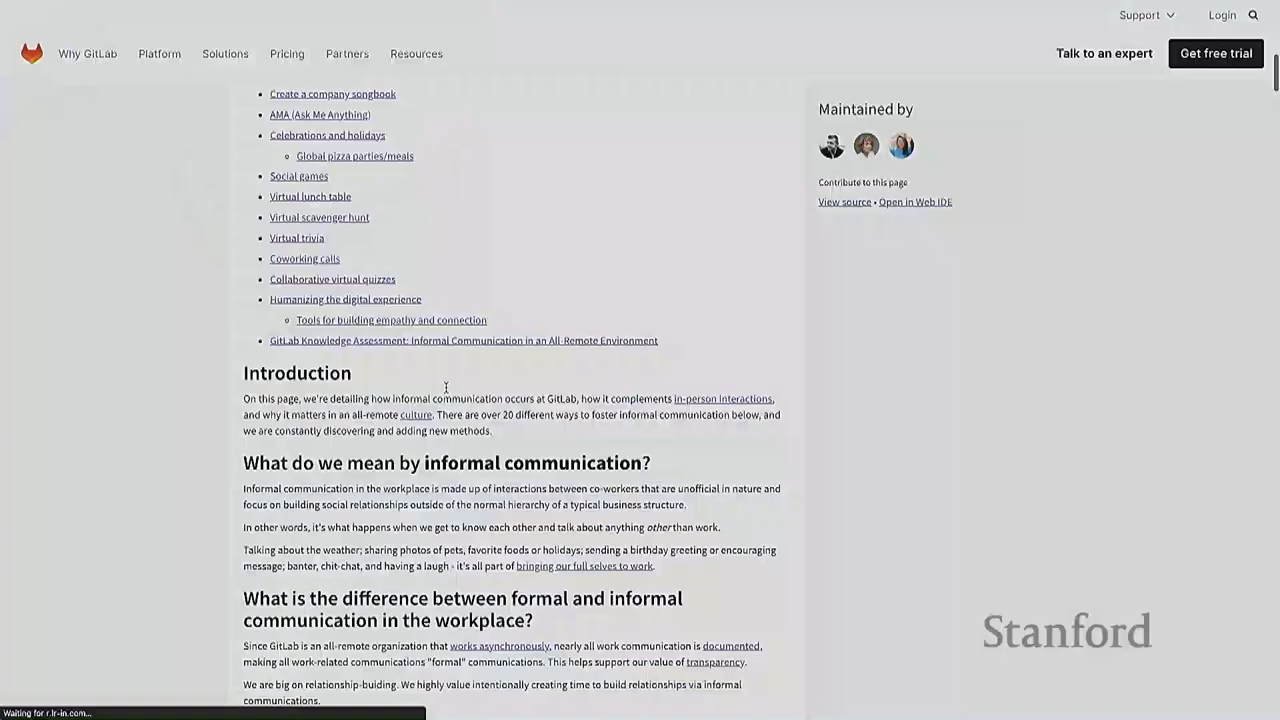 Support
Login
Why GitLab
Platform
Solutions
Pricing
Partners
Resources
Talk to an expert
Get free trial
Create a company songbook
AMA (Ask Me Anything)
Celebrations and holidays
Global pizza parties/meals
Social games
Virtual lunch table
Virtual scavenger hunt
Virtual trivia
Coworking calls
Collaborative virtual quizzes
Humanizing the digital experience
Tools for building empathy and connection
GitLab Knowledge Assessment: Informal Communication in an All-Remote Environment
Maintained by
Contribute to this page
View source • Open in Web IDE
Introduction
On this page, we're detailing how informal communication occurs at GitLab, how it complements in-person interactions,
and why it matters in an all-remote culture. There are over 20 different ways to foster informal communication below, and
we are constantly discovering and adding new methods.
What do we mean by informal communication?
Informal communication in the workplace is made up of interactions between co-workers that are unofficial in nature and
focus on building social relationships outside of the normal hierarchy of a typical business structure.
In other words, it's what happens when we get to know each other and talk about anything other than work.
Talking about the weather; sharing photos of pets, favorite foods or holidays; sending a birthday greeting or encouraging
message; banter, chit-chat, and having a laugh - it's all part of bringing our full selves to work.
What is the difference between formal and informal
communication in the workplace?
Since GitLab is an all-remote organization that works asynchronously, nearly all work communication is documented,
making all work-related communications "formal" communications. This helps support our value of transparency.
We are big on relationship-buiding. We highly value intentionally creating time to build relationships via informal
communications.
Stanford
Waiting for r.lr-in.com...